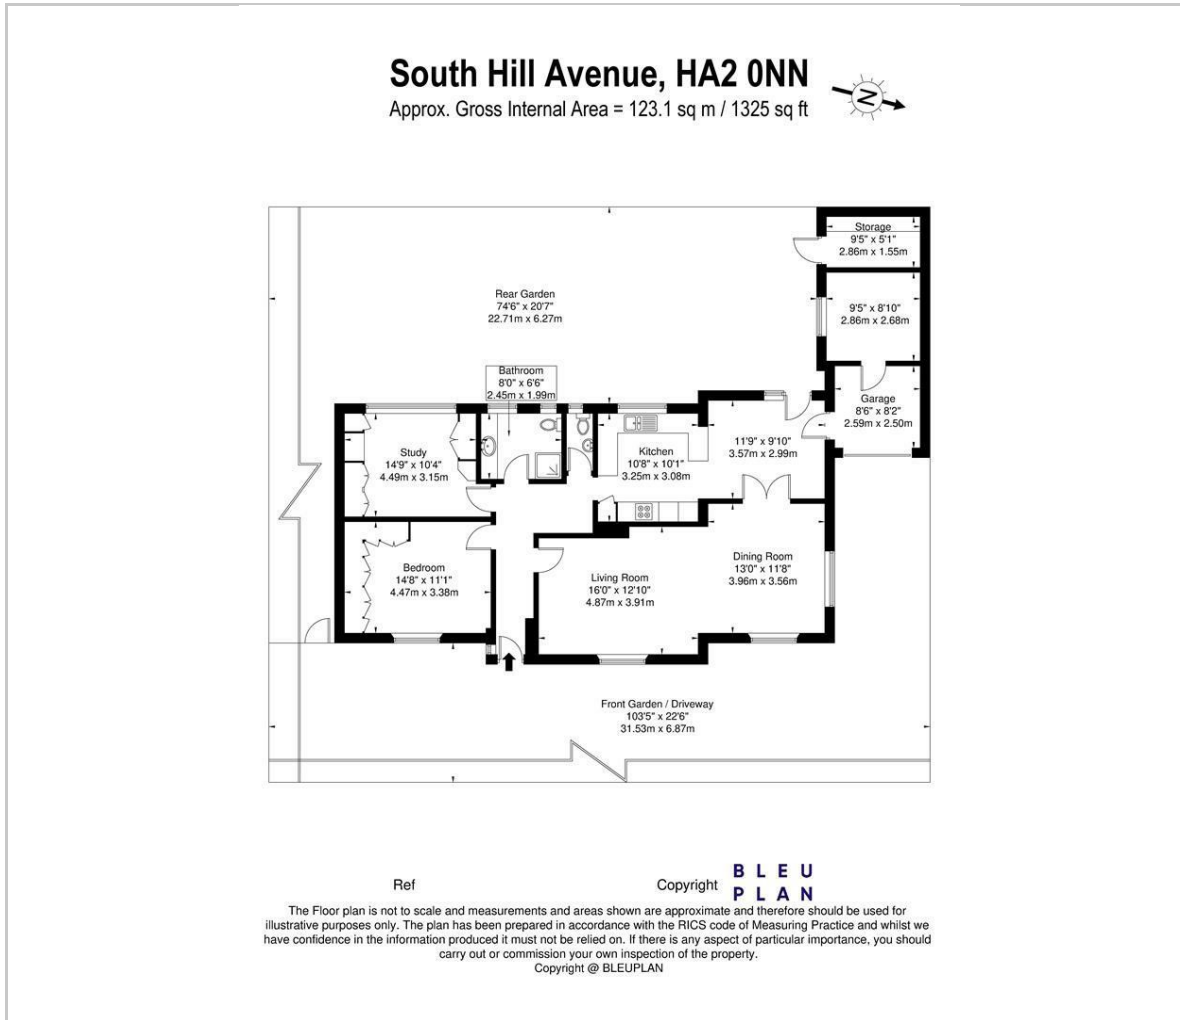 South Hill Avenue, HA2 0NN
Approx. Gross Internal Area = 123.1 sq m / 1325 sq ft
N
Storage
9'5" x 5'1"
2.86m x 1.55m
Rear Garden
74'6" x 20'7"
22.71m x 6.27m
9'5" x 8'10"
2.86m x 2.68m
Bathroom
8'0" x 6'6"
2.45m x 1.99m
Garage
8'6" x 8'2"
2.59m x 2.50m
Study
14'9" x 10'4"
4.49m x 3.15m
Kitchen
10'8" x 10'1"
3.25m x 3.08m
11'9" x 9'10"
3.57m x 2.99m
Bedroom
14'8" x 11'1"
4.47m x 3.38m
Living Room
16'0" x 12'10"
4.87m x 3.91m
Dining Room
13'0" x 11'8"
3.96m x 3.56m
Front Garden / Driveway
103'5" x 22'6"
31.53m x 6.87m
Ref
Copyright
BLEU
PLAN
The Floor plan is not to scale and measurements and areas shown are approximate and therefore should be used for
illustrative purposes only. The plan has been prepared in accordance with the RICS code of Measuring Practice and whilst we
have confidence in the information produced it must not be relied on. If there is any aspect of particular importance, you should
carry out or commission your own inspection of the property.
Copyright @ BLEUPLAN